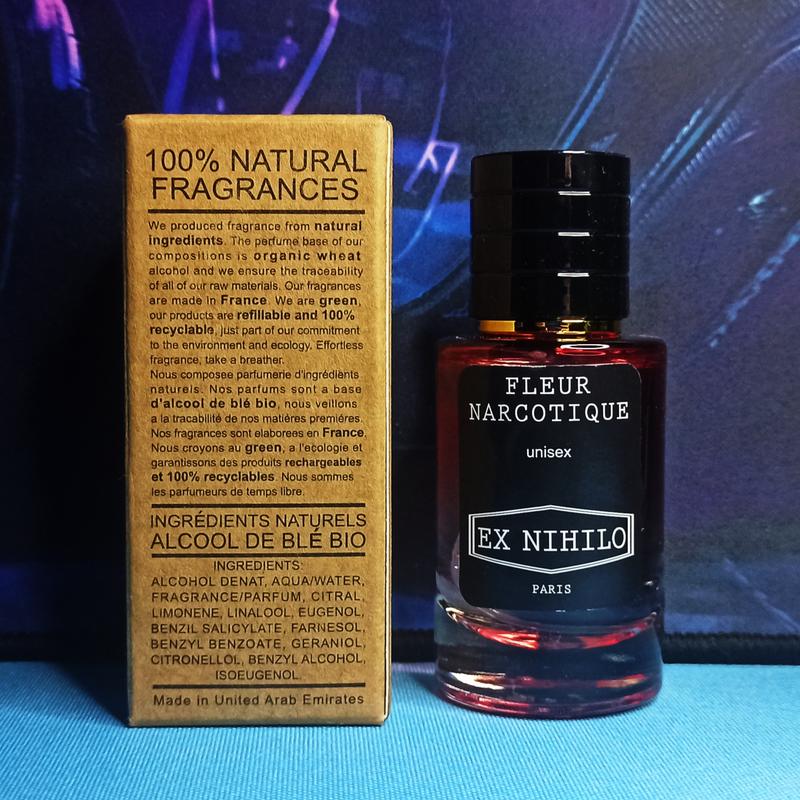 100% NATURAL
FRAGRANCES
We produced fragrance from natural
ingredients. The perfume base of our
compositions is organic wheat
alcohol and we ensure the traceability
of all of our raw materials. Our fragrances
are made in France. We are green,
our products are refillable and 100%
recyclable, just part of our commitment
to the environment and ecology. Effortless
fragrance, take a breather.
Nous composee parfumerie d'ingrédients
naturels. Nos parfums sont a base
d'alcool de blé bio, nous veillons
a la tracabilité de nos matières premières.
Nos fragrances sont elaborees en France.
Nous croyons au green, a l'ecologie et
garantissons des produits rechargeables
et 100% recyclables. Nous sommes
les parfumeurs de temps libre.
INGRÉDIENTS NATURELS
ALCOOL DE BLÉ BIO
INGREDIENTS:
ALCOHOL DENAT, AQUA/WATER,
FRAGRANCE/PARFUM, CITRAL,
LIMONENE, LINALOOL, EUGENOL,
BENZIL SALICYLATE, FARNESOL,
BENZYL BENZOATE, GERANIOL,
CITRONELLOL, BENZYL ALCOHOL,
ISOEUGENOL.
Made in United Arab Emirates
FLEUR
NARCOTIQUE
unisex
EX NIHILO
PARIS